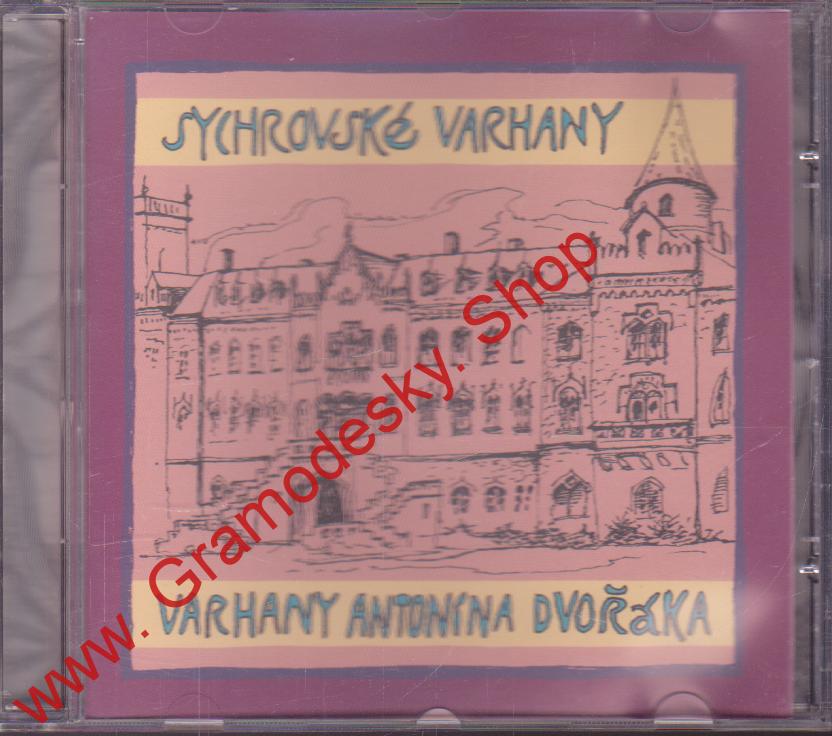 SYCHROVSKÉ VARHANY
www.Gramodesky.Shop
VARHANY ANTONÍNA DVOŘÁKA